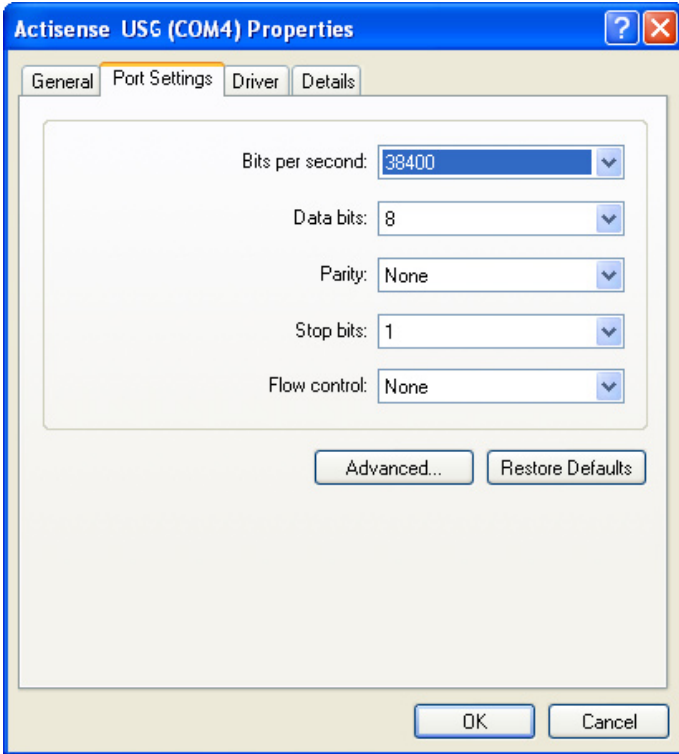 Actisense USG (COM4) Properties
General Port Settings Driver Details
Bits per second: 38400
Data bits: 8
Parity: None
Stop bits: 1
Flow control: None
Advanced... Restore Defaults
OK Cancel